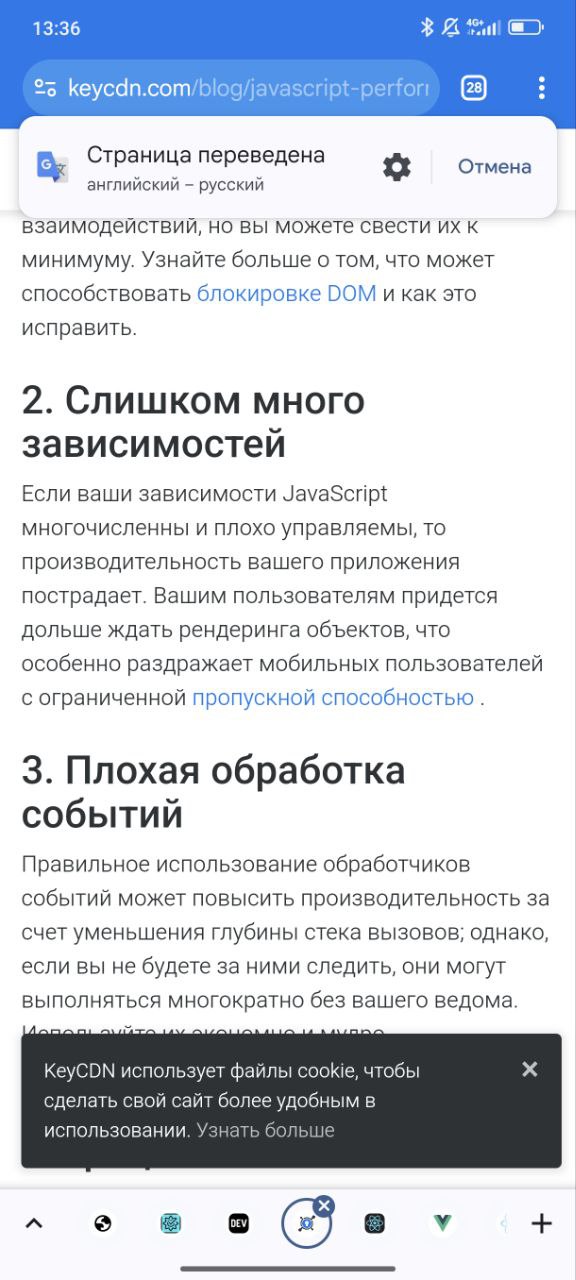 13:36
4G+
keycdn.com/blog/javascript-perfor
28
Страница переведена
английский – русский
Отмена
взаимодействий, но вы можете свести их к
минимуму. Узнайте больше о том, что может
способствовать блокировке DOM и как это
исправить.
2. Слишком много
зависимостей
Если ваши зависимости JavaScript
многочисленны и плохо управляемы, то
производительность вашего приложения
пострадает. Вашим пользователям придется
дольше ждать рендеринга объектов, что
особенно раздражает мобильных пользователей
с ограниченной пропускной способностью .
3. Плохая обработка
событий
Правильное использование обработчиков
событий может повысить производительность за
счет уменьшения глубины стека вызовов; однако,
если вы не будете за ними следить, они могут
выполняться многократно без вашего ведома.
Используйте их экономно и мудро.
KeyCDN использует файлы cookie, чтобы
сделать свой сайт более удобным в
использовании. Узнать больше
DEV